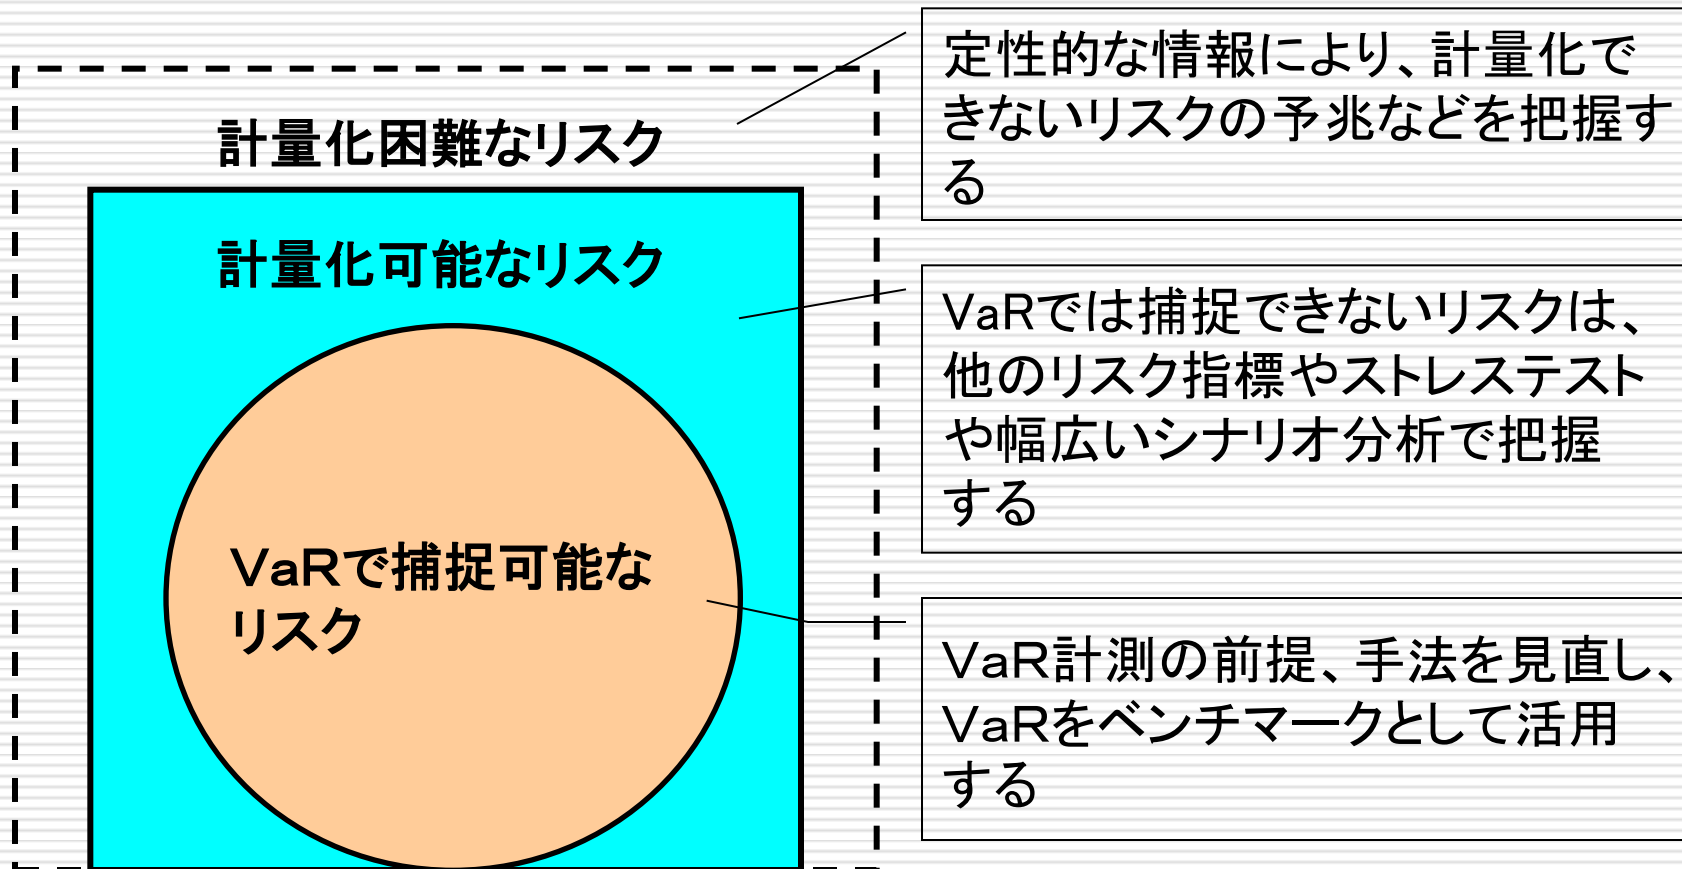 計量化困難なリスク
計量化可能なリスク
VaRで捕捉可能な
リスク
定性的な情報により、計量化で
きないリスクの予兆などを把握す
る
VaRでは捕捉できないリスクは、
他のリスク指標やストレステスト
や幅広いシナリオ分析で把握
する
VaR計測の前提、手法を見直し、
VaRをベンチマークとして活用
する